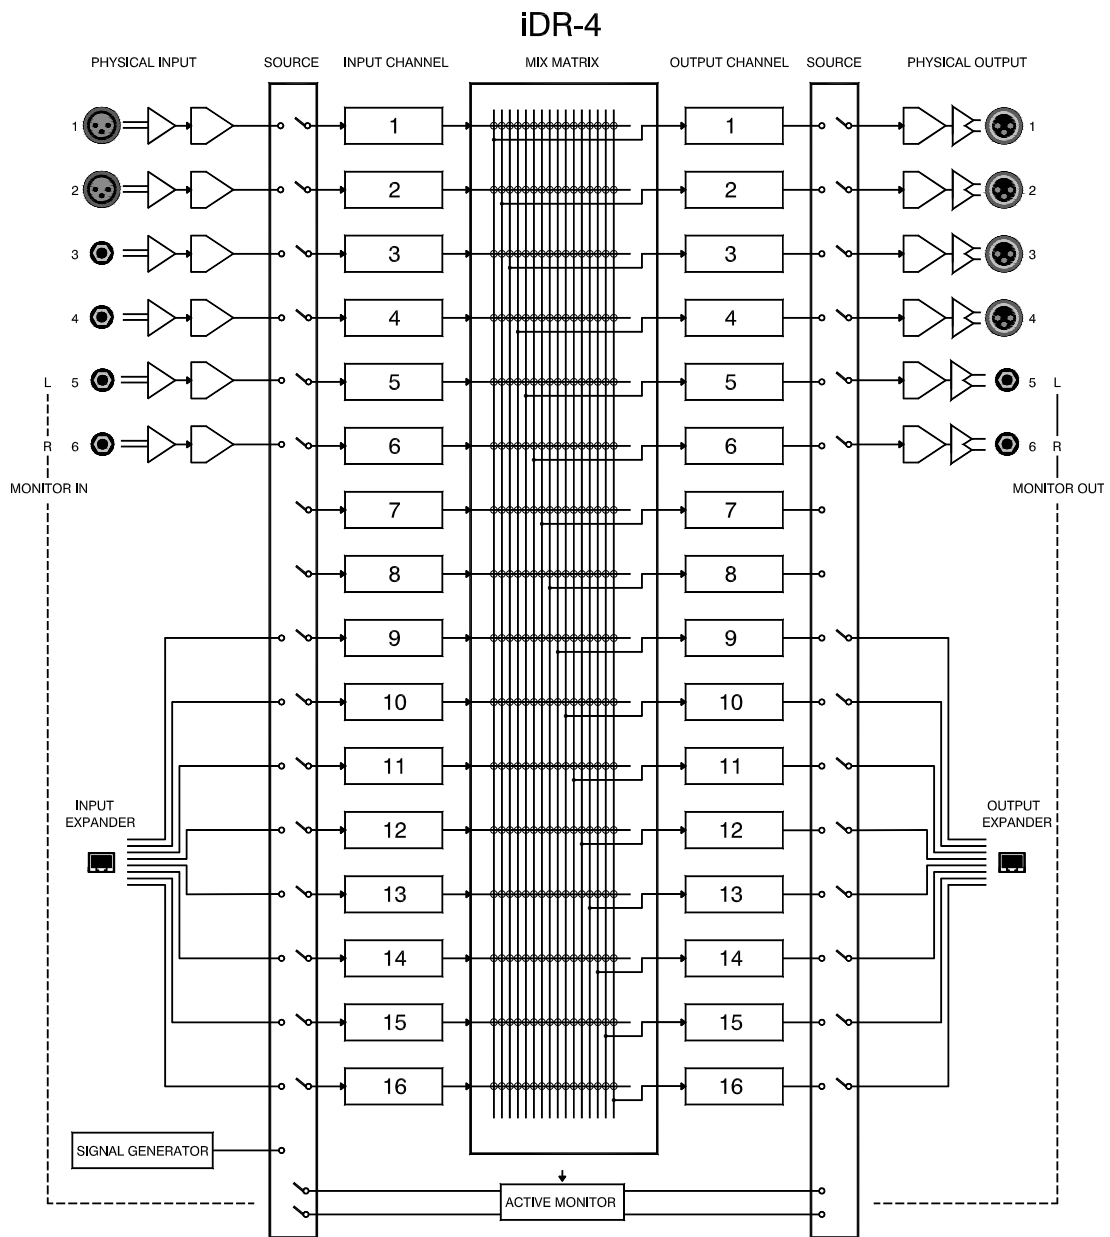 iDR-4
PHYSICAL INPUT SOURCE INPUT CHANNEL MIX MATRIX OUTPUT CHANNEL SOURCE PHYSICAL OUTPUT
1 1 1 1
2 2 2 2
3 3 3 3
4 4 4 4
L 5 5 5 5 L
R 6 6 6 6 R
MONITOR IN MONITOR OUT
7 7
8 8
9 9
10 10
11 11
INPUT EXPANDER OUTPUT EXPANDER
12 12
13 13
14 14
15 15
16 16
SIGNAL GENERATOR
ACTIVE MONITOR